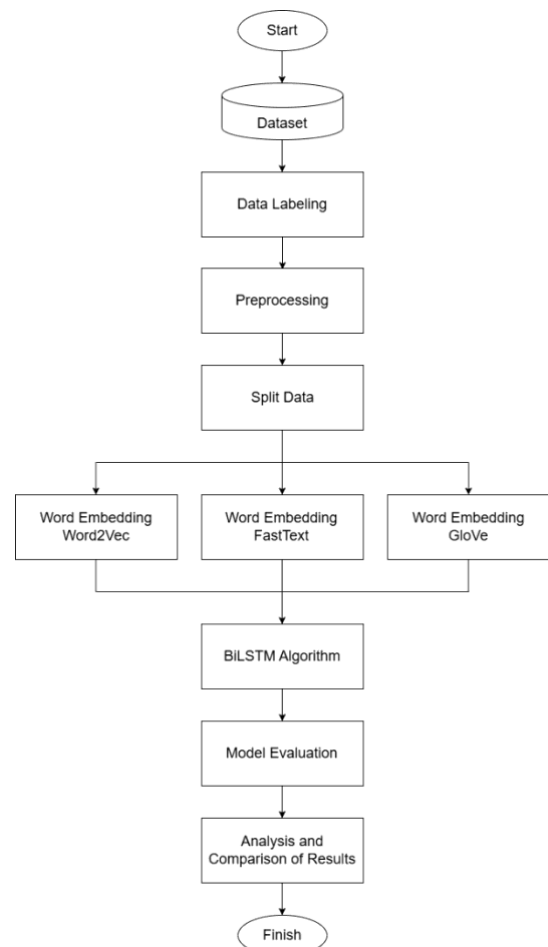 Start
Dataset
Data Labeling
Preprocessing
Split Data
Word Embedding
Word2Vec
Word Embedding
FastText
Word Embedding
GloVe
BiLSTM Algorithm
Model Evaluation
Analysis and
Comparison of Results
Finish